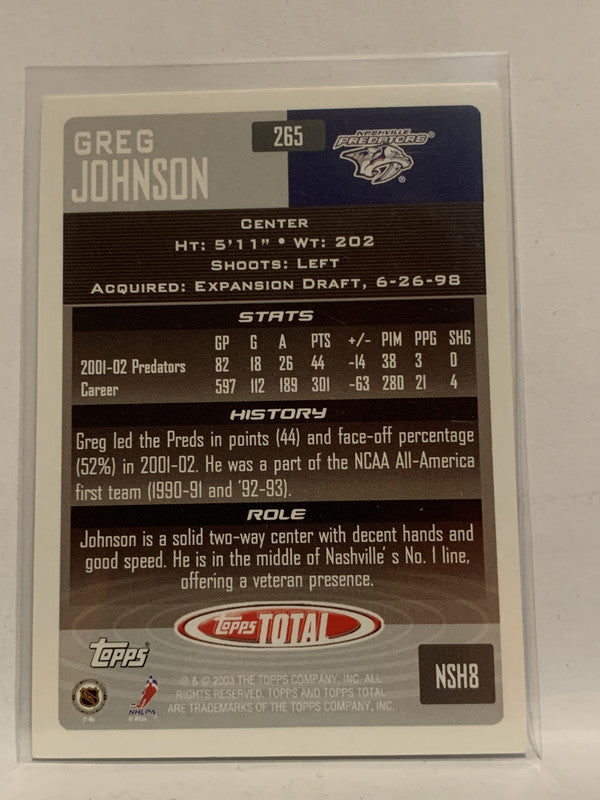 GREG
JOHNSON
265
NASHVILLE
PREDATORS
®
CENTER
HT: 5'11" • WT: 202
SHOOTS: LEFT
ACQUIRED: EXPANSION DRAFT, 6-26-98
STATS
GP G A PTS +/- PIM PPG SHG
2001-02 Predators 82 18 26 44 -14 38 3 0
Career 597 112 189 301 -63 280 21 4
HISTORY
Greg led the Preds in points (44) and face-off percentage
(52%) in 2001-02. He was a part of the NCAA All-America
first team (1990-91 and '92-93).
ROLE
Johnson is a solid two-way center with decent hands and
good speed. He is in the middle of Nashville's No. 1 line,
offering a veteran presence.
Topps TOTAL
Topps
NHLPA
® & © 2003 THE TOPPS COMPANY, INC. ALL
RIGHTS RESERVED. TOPPS AND TOPPS TOTAL
ARE TRADEMARKS OF THE TOPPS COMPANY, INC.
NSH8